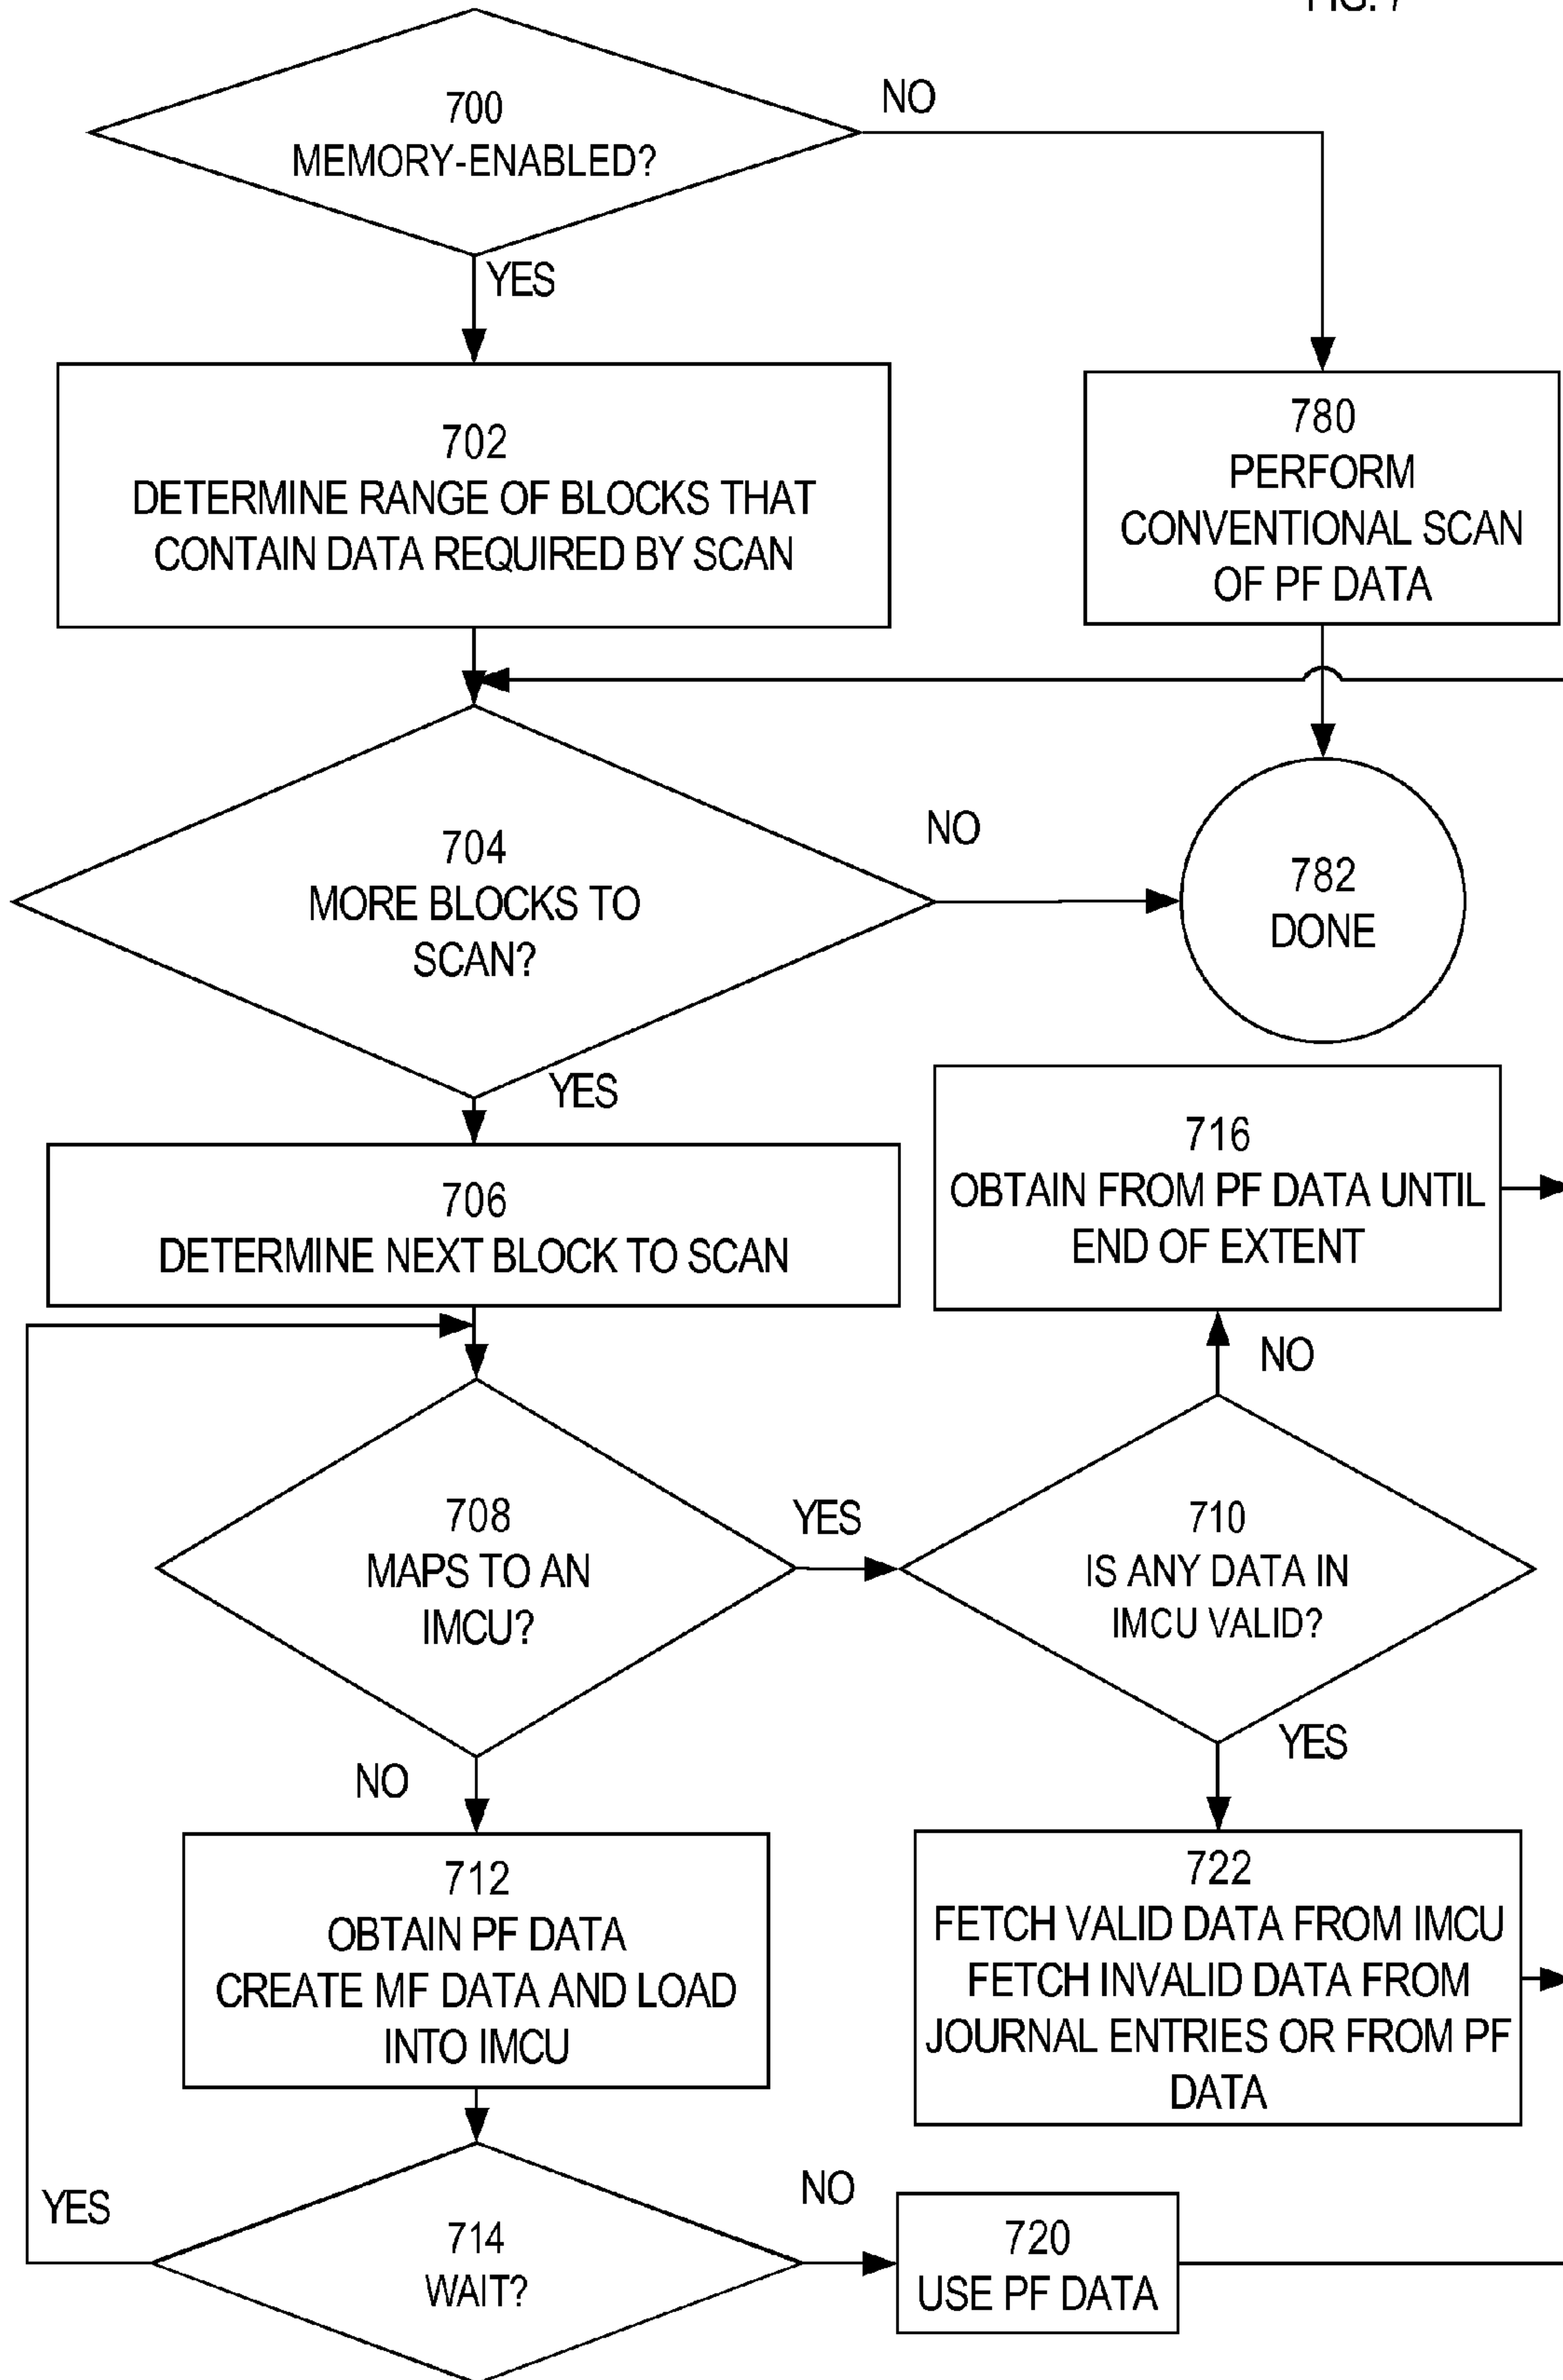 FIG. 7
700
MEMORY-ENABLED?
NO
YES
702
DETERMINE RANGE OF BLOCKS THAT
CONTAIN DATA REQUIRED BY SCAN
780
PERFORM
CONVENTIONAL SCAN
OF PF DATA
704
MORE BLOCKS TO
SCAN?
NO
782
DONE
YES
706
DETERMINE NEXT BLOCK TO SCAN
716
OBTAIN FROM PF DATA UNTIL
END OF EXTENT
NO
708
MAPS TO AN
IMCU?
YES
710
IS ANY DATA IN
IMCU VALID?
YES
NO
712
OBTAIN PF DATA
CREATE MF DATA AND LOAD
INTO IMCU
722
FETCH VALID DATA FROM IMCU
FETCH INVALID DATA FROM
JOURNAL ENTRIES OR FROM PF
DATA
YES
714
WAIT?
NO
720
USE PF DATA